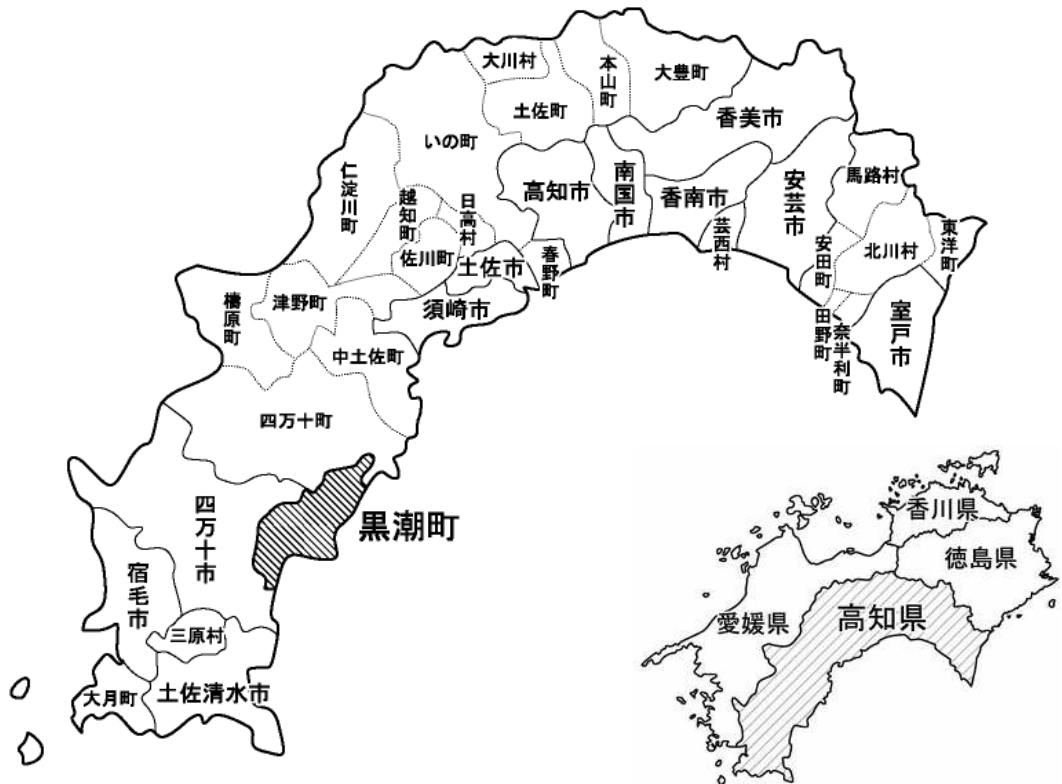 大川村
本山町
大豊町
土佐町
香美市
いの町
仁淀川町
高知市
南国市
香南市
安芸市
馬路村
越知町
日高村
佐川町
土佐市
春野町
芸西村
安田町
北川村
東洋町
檮原町
津野町
須崎市
中土佐町
田野町
奈半利町
室戸市
四万十町
四万十市
黒潮町
宿毛市
三原村
大月町
土佐清水市
香川県
徳島県
愛媛県
高知県